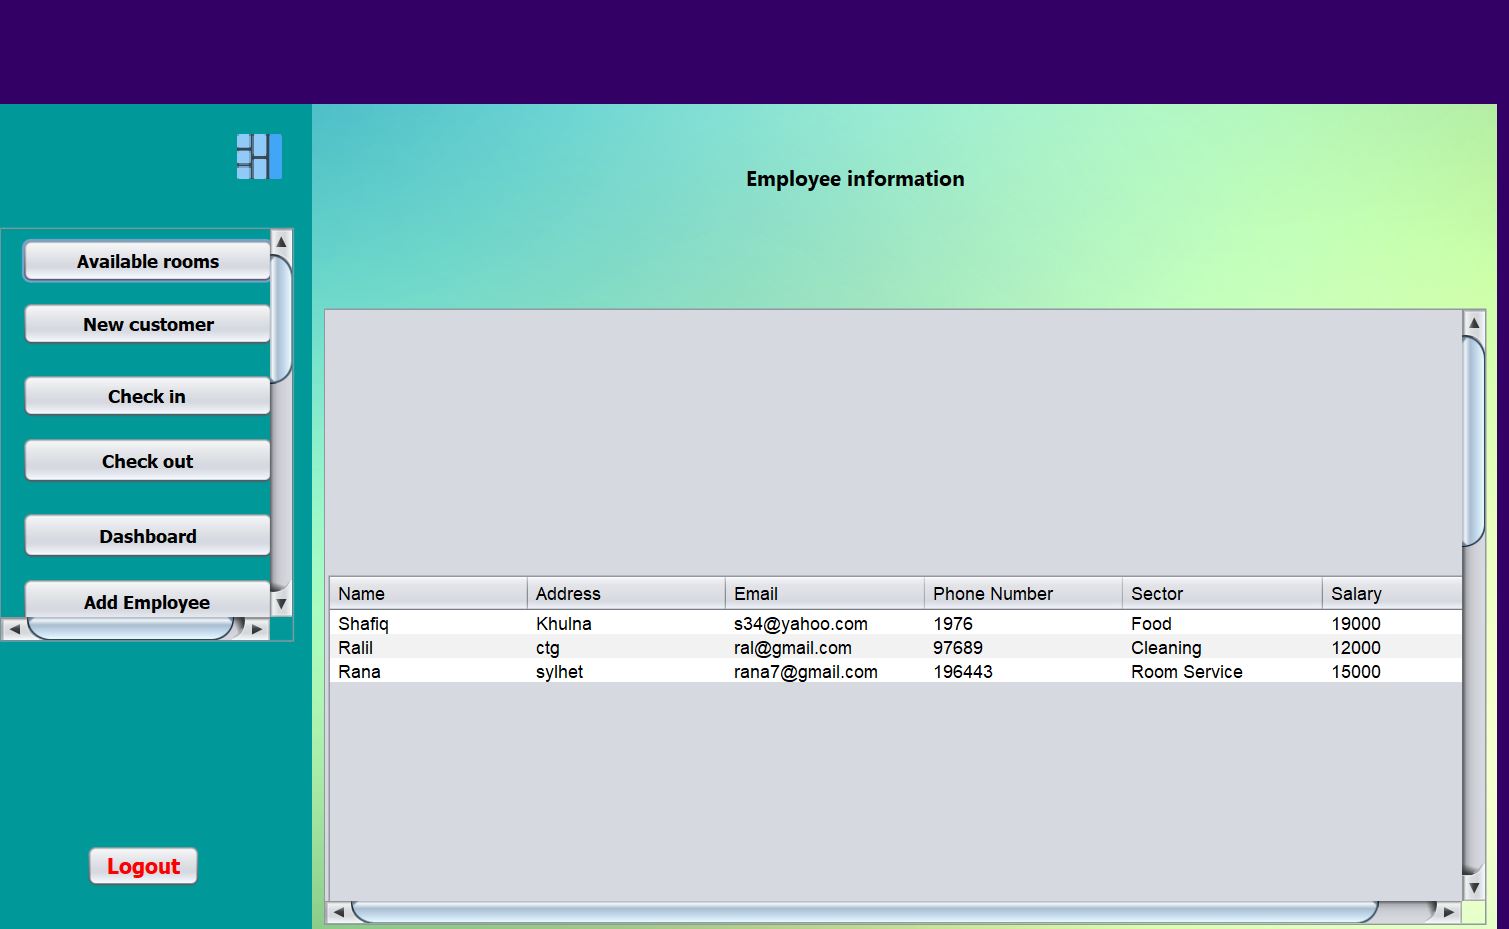 Employee information
Available rooms
New customer
Check in
Check out
Dashboard
Add Employee
Logout
Name Address Email Phone Number Sector Salary
Shafiq Khulna s34@yahoo.com 1976 Food 19000
Ralil ctg ral@gmail.com 97689 Cleaning 12000
Rana sylhet rana7@gmail.com 196443 Room Service 15000